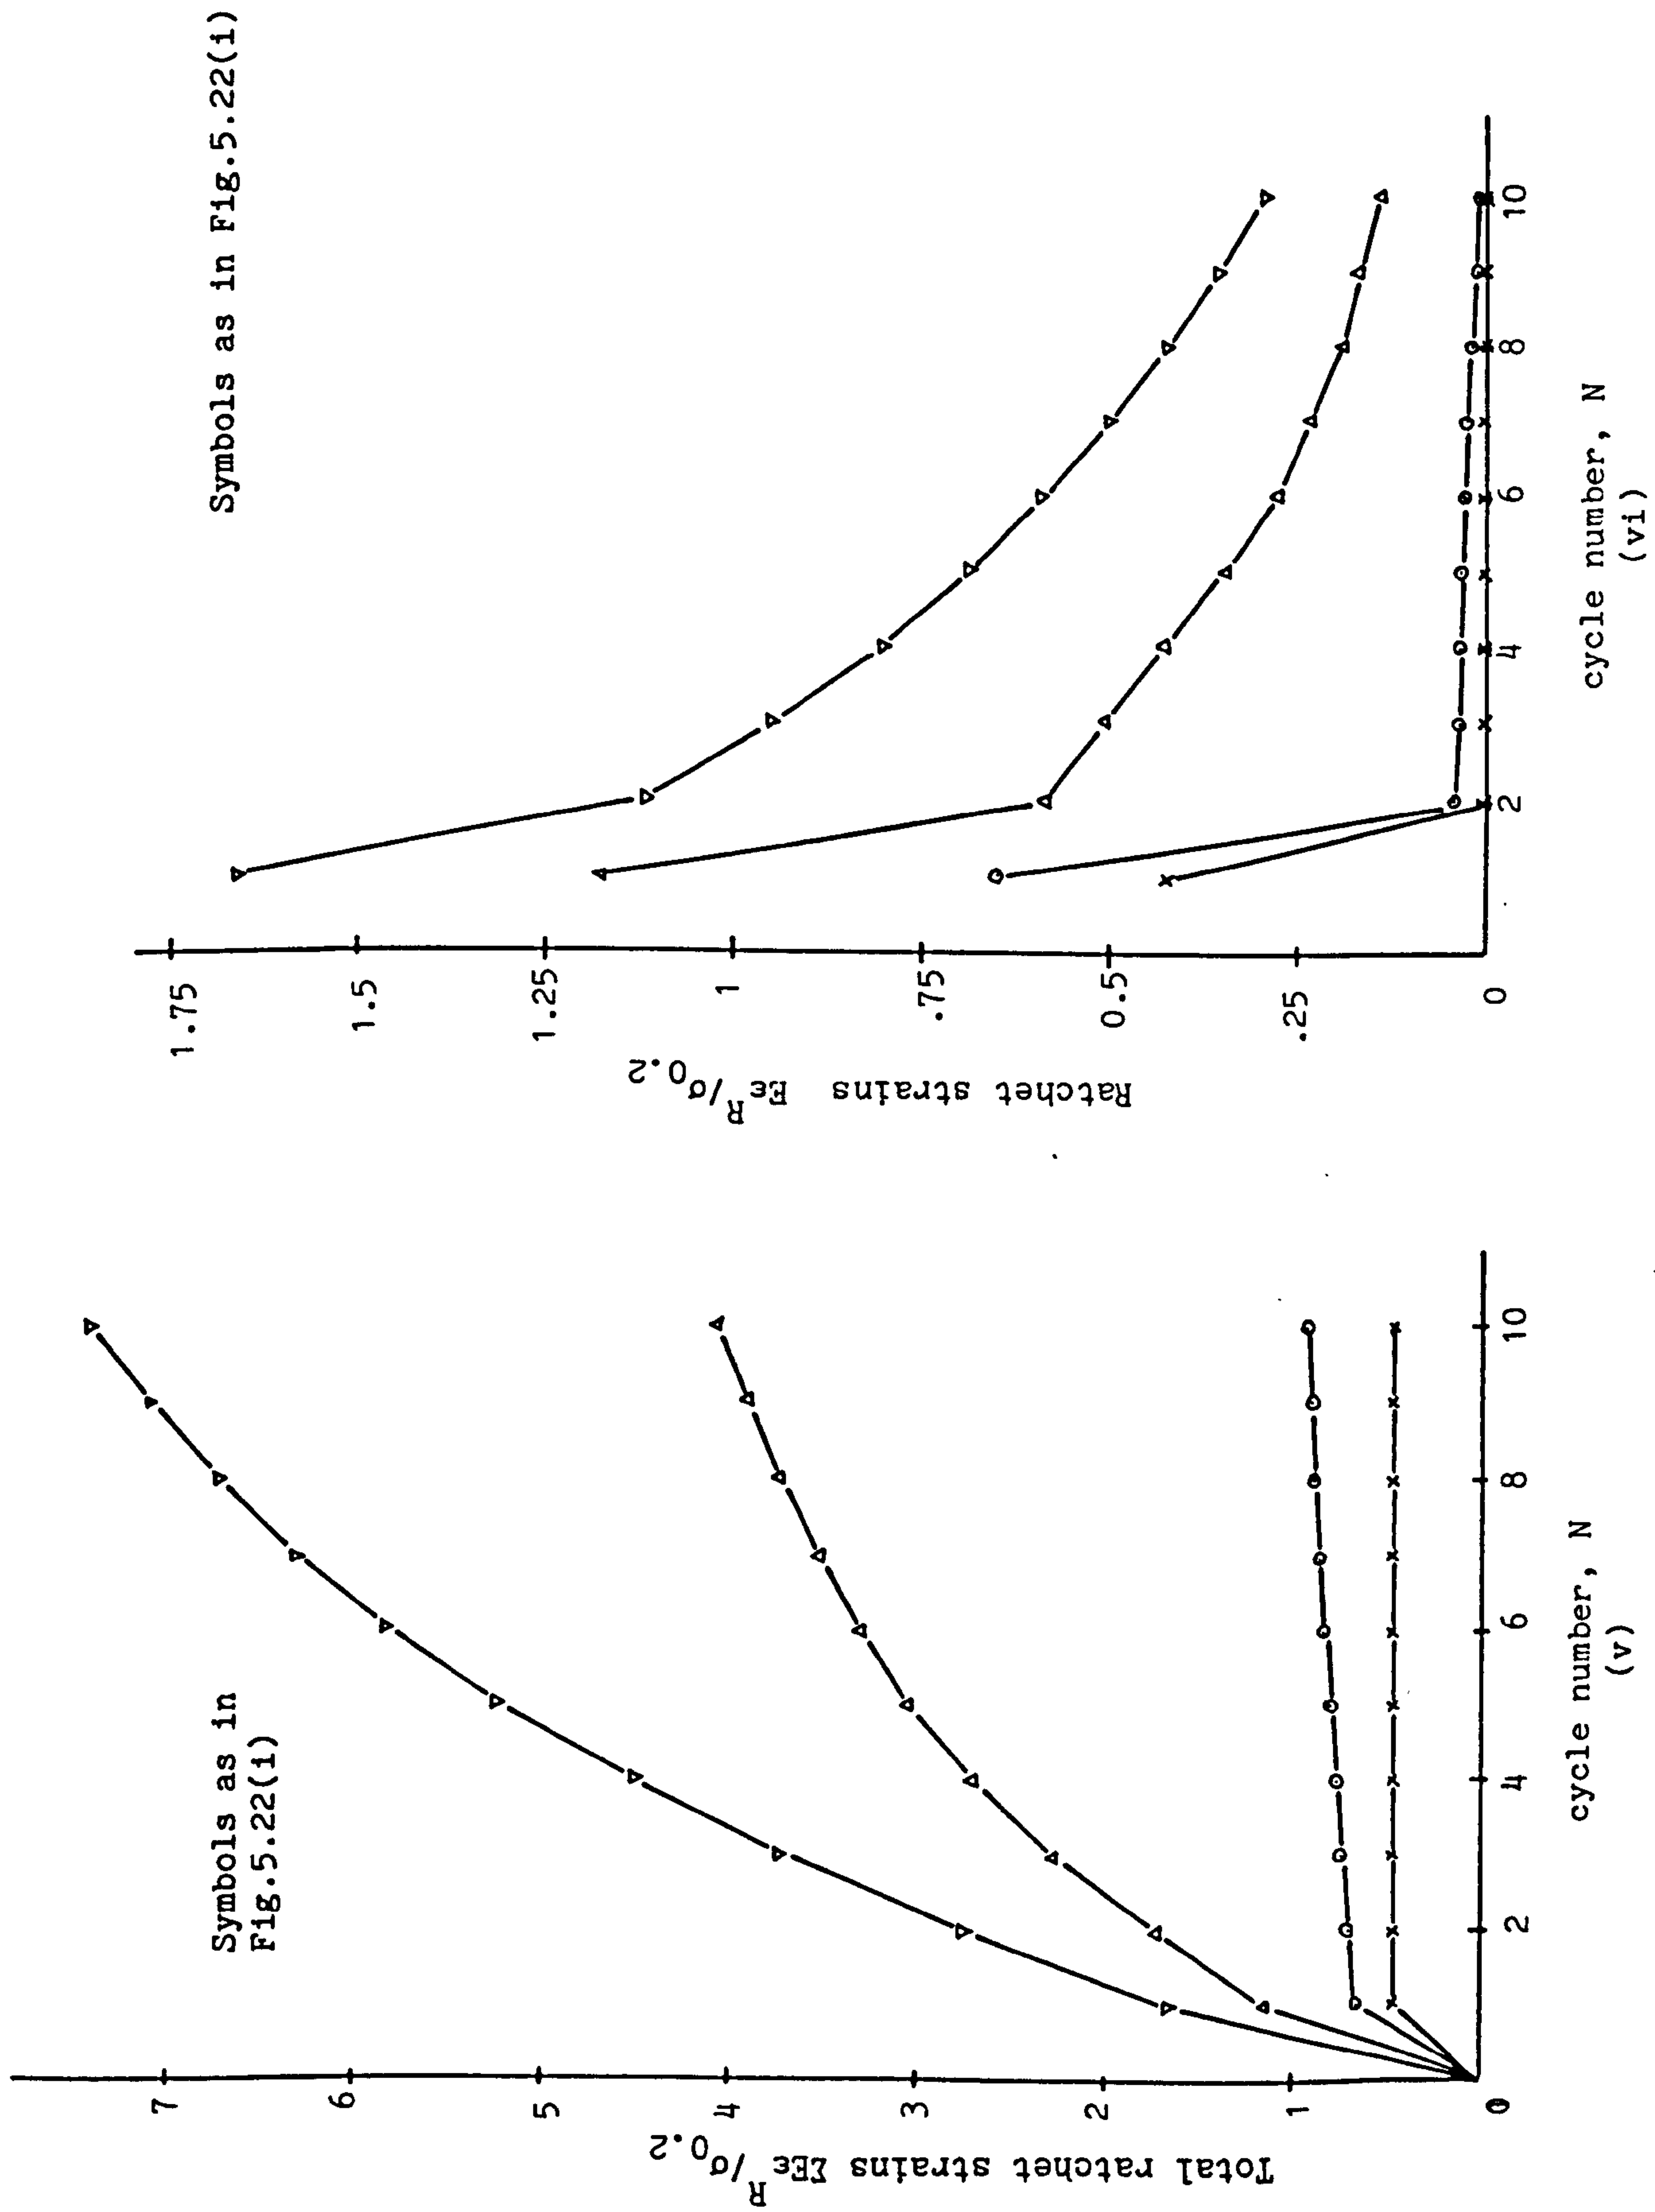 Symbols as in
Fig.5.22(i)
Total ratchet strains ΣEε^R/σ_0.2
7
6
5
4
3
2
1
0
2
4
6
8
10
cycle number, N
(v)
Symbols as in Fig.5.22(i)
Ratchet strains Eε^R/σ_0.2
1.75
1.5
1.25
1
.75
0.5
.25
0
2
4
6
8
10
cycle number, N
(vi)